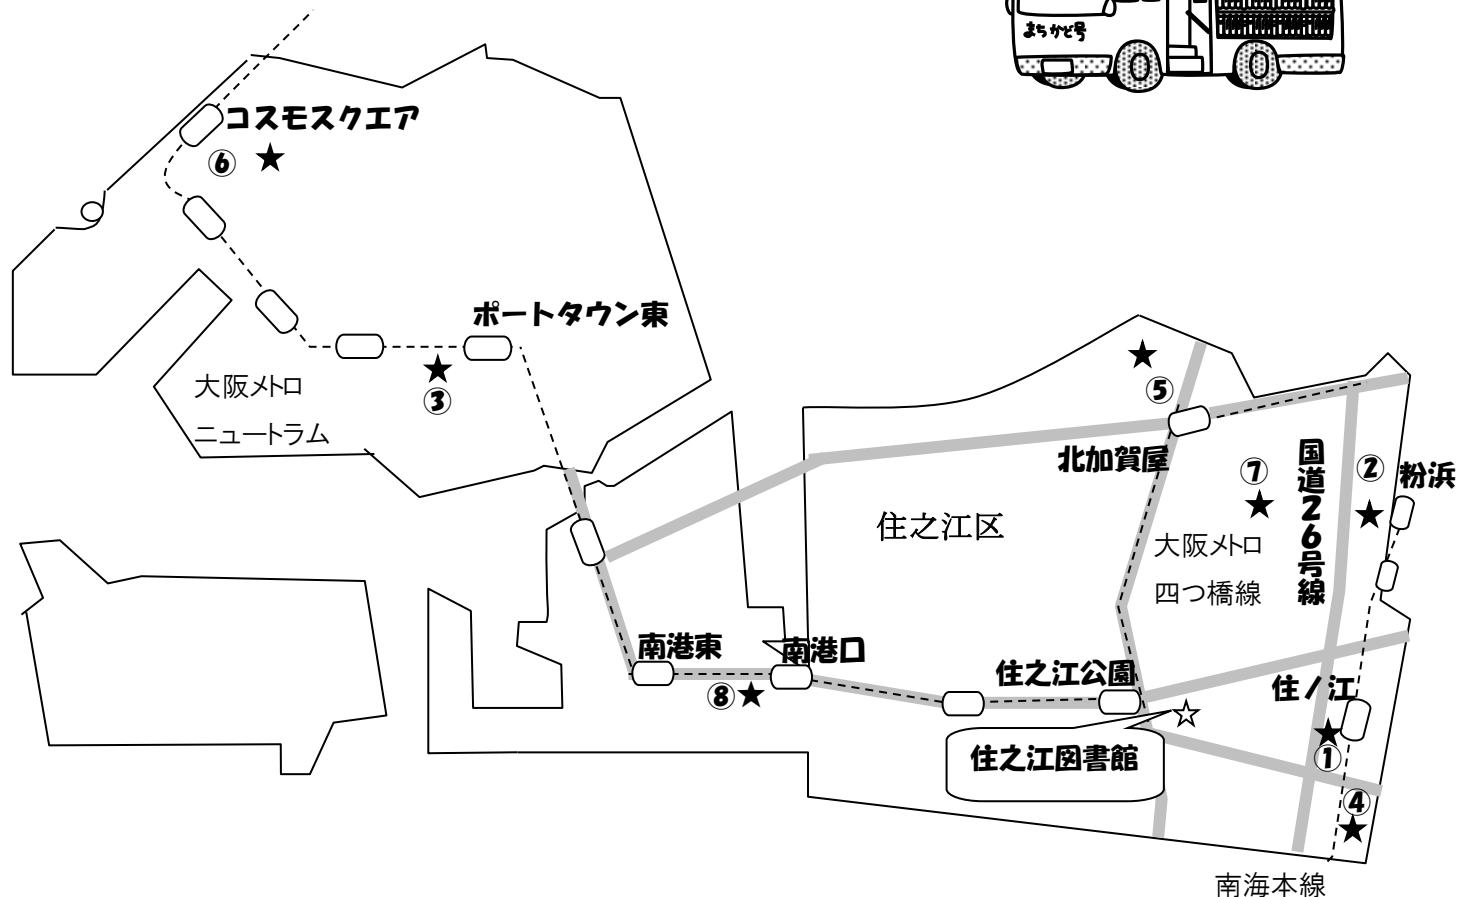 まちかど号
コスモスクエア
⑥
ポートタウン東
大阪メトロ
ニュートラム
③
⑤
北加賀屋
国道26号線
②
粉浜
⑦
住之江区
大阪メトロ
四つ橋線
南港東
南港口
⑧
住之江公園
住ノ江
住之江図書館
①
④
南海本線